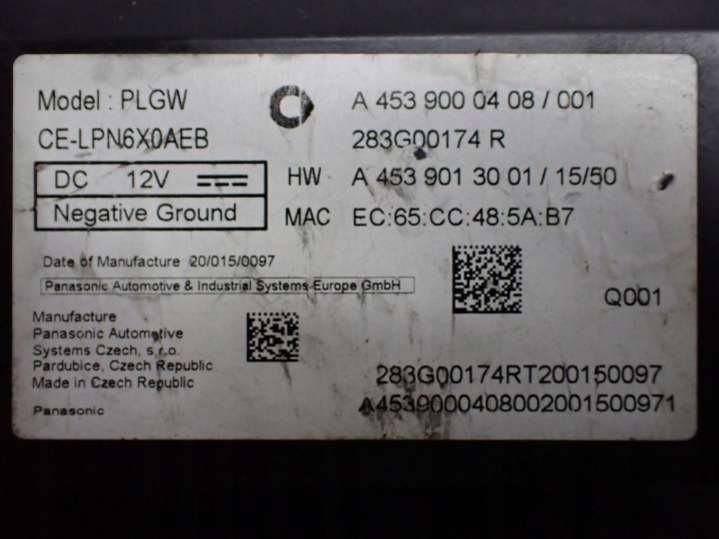 Model : PLGW
A 453 900 04 08 / 001
CE-LPN6X0AEB
283G00174 R
DC 12V
HW A 453 901 30 01 / 15/50
Negative Ground
MAC EC:65:CC:48:5A:B7
Date of Manufacture 20/015/0097
Panasonic Automotive & Industrial Systems Europe GmbH
Q001
Manufacture
Panasonic Automotive
Systems Czech, s.r.o.
Pardubice, Czech Republic
Made in Czech Republic
283G00174RT200150097
A4539000408002001500971
Panasonic